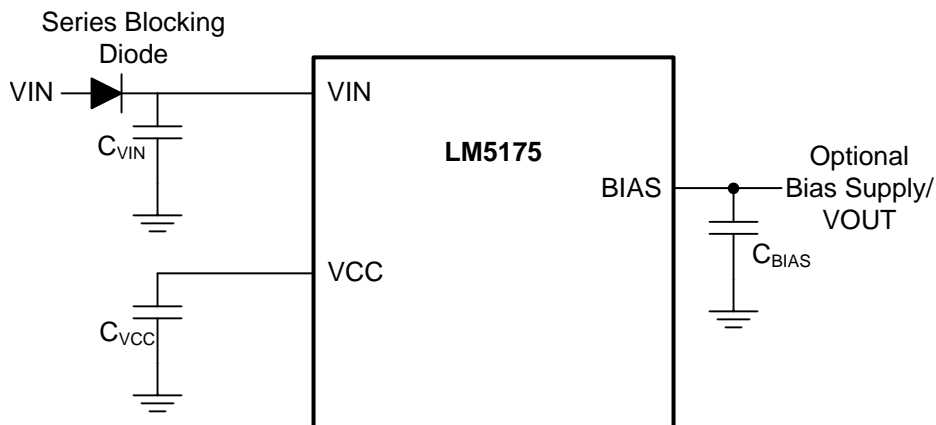 Series Blocking
Diode
VIN
VIN
C_VIN
LM5175
Optional
BIAS
Bias Supply/
VOUT
C_BIAS
VCC
C_VCC